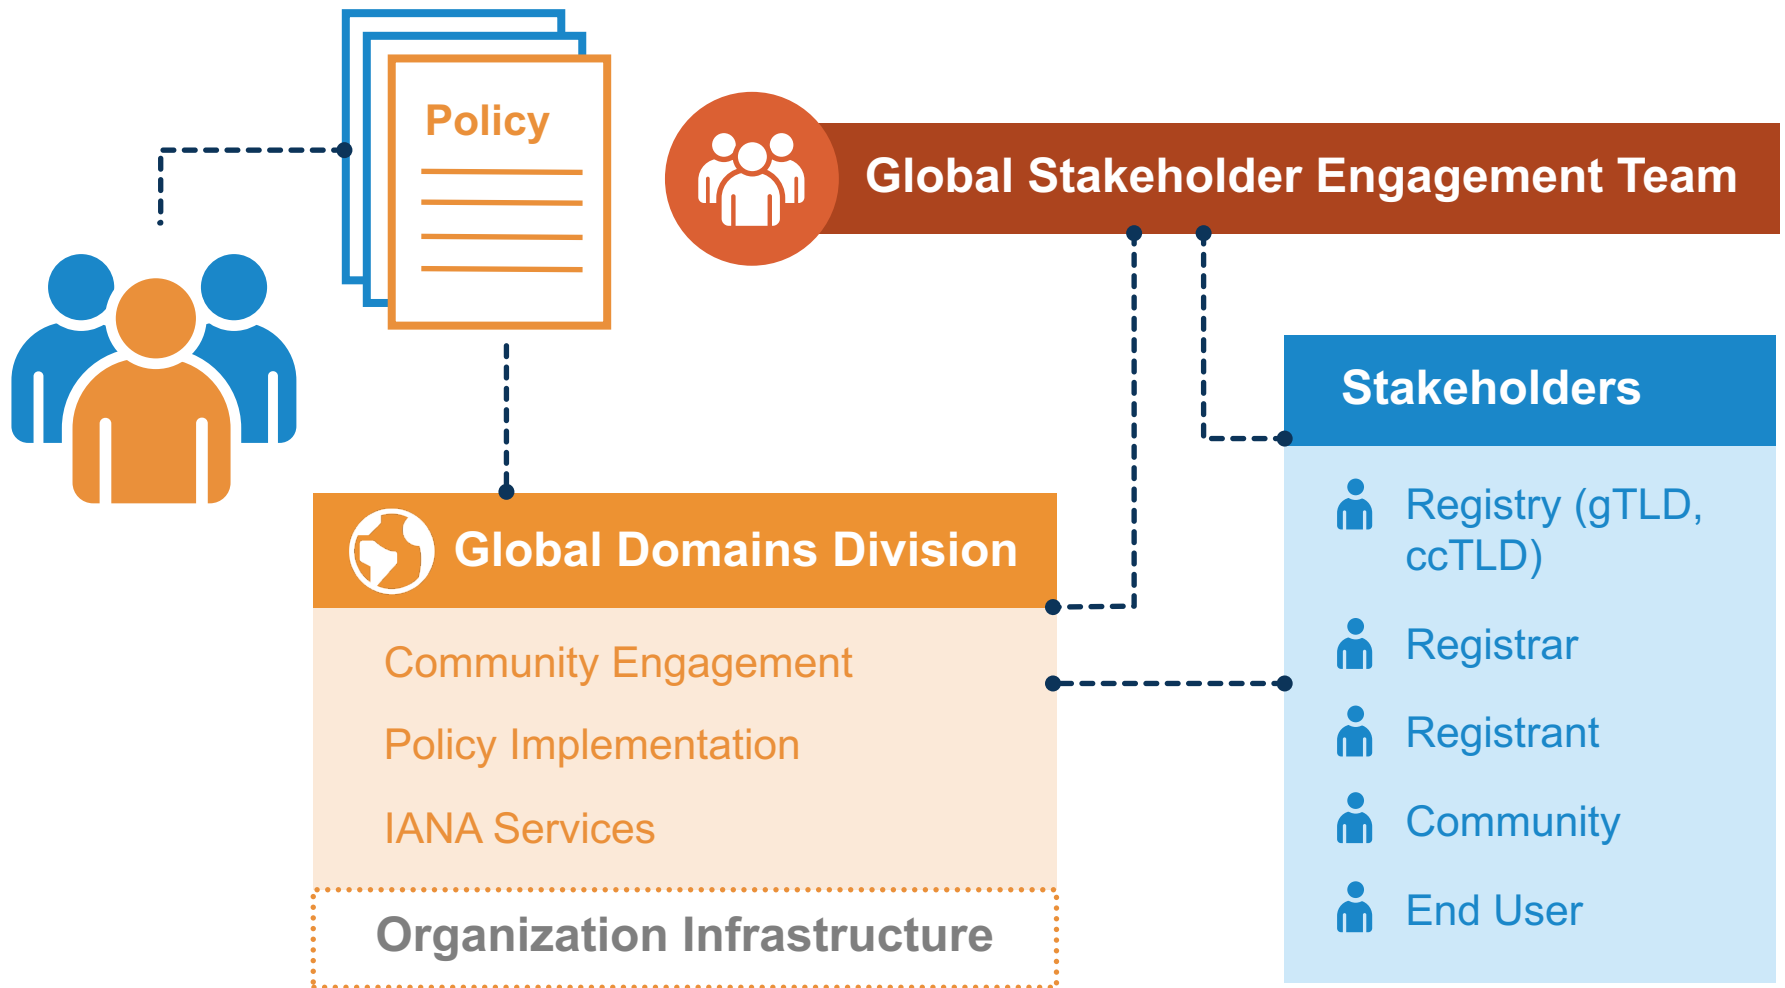 Policy
Global Stakeholder Engagement Team
Global Domains Division
Community Engagement
Policy Implementation
IANA Services
Organization Infrastructure
Stakeholders
Registry (gTLD,
ccTLD)
Registrar
Registrant
Community
End User